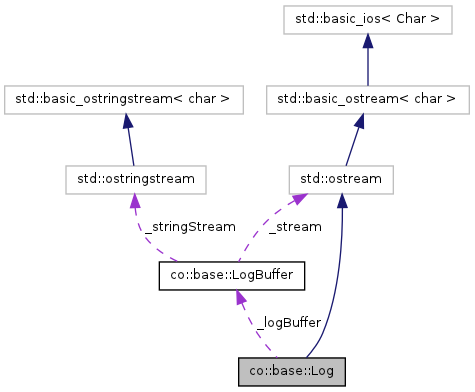 std::basic_ios< Char >
std::basic_ostringstream< char >
std::basic_ostream< char >
std::ostringstream
std::ostream
_stringStream
_stream
co::base::LogBuffer
_logBuffer
co::base::Log